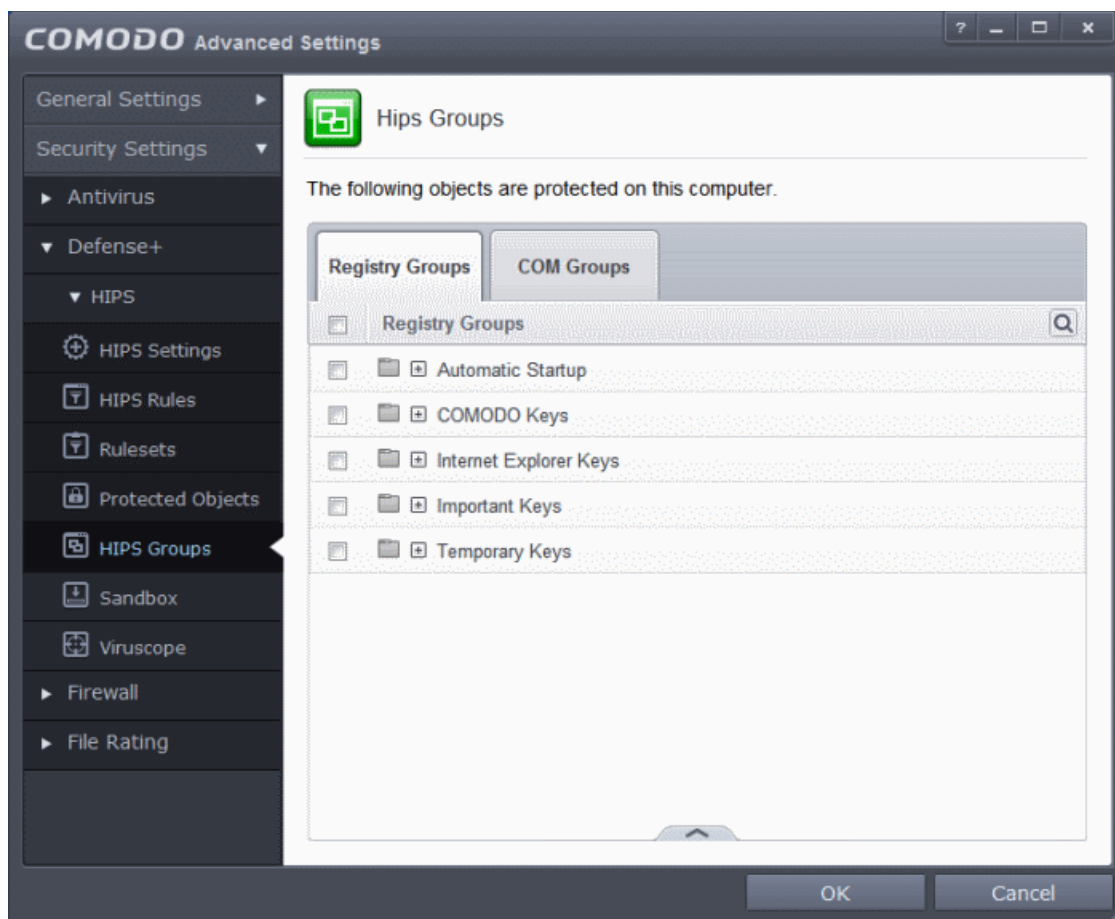 COMODO Advanced Settings
?
General Settings
Security Settings
Antivirus
Defense+
HIPS
HIPS Settings
HIPS Rules
Rulesets
Protected Objects
HIPS Groups
Sandbox
Viruscope
Firewall
File Rating
Hips Groups
The following objects are protected on this computer.
Registry Groups COM Groups
Registry Groups
Automatic Startup
COMODO Keys
Internet Explorer Keys
Important Keys
Temporary Keys
OK Cancel